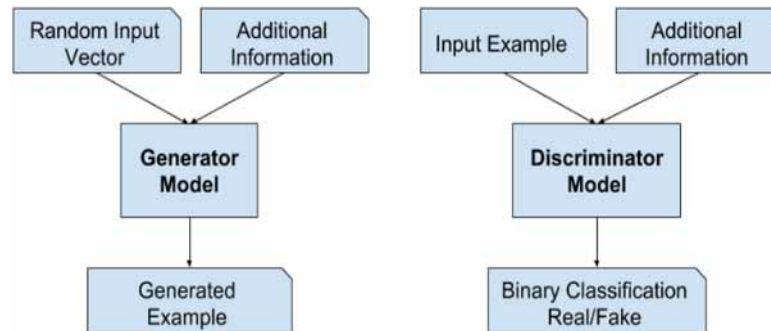 Random Input
Vector
Additional
Information
Input Example
Additional
Information
Generator
Model
Discriminator
Model
Generated
Example
Binary Classification
Real/Fake